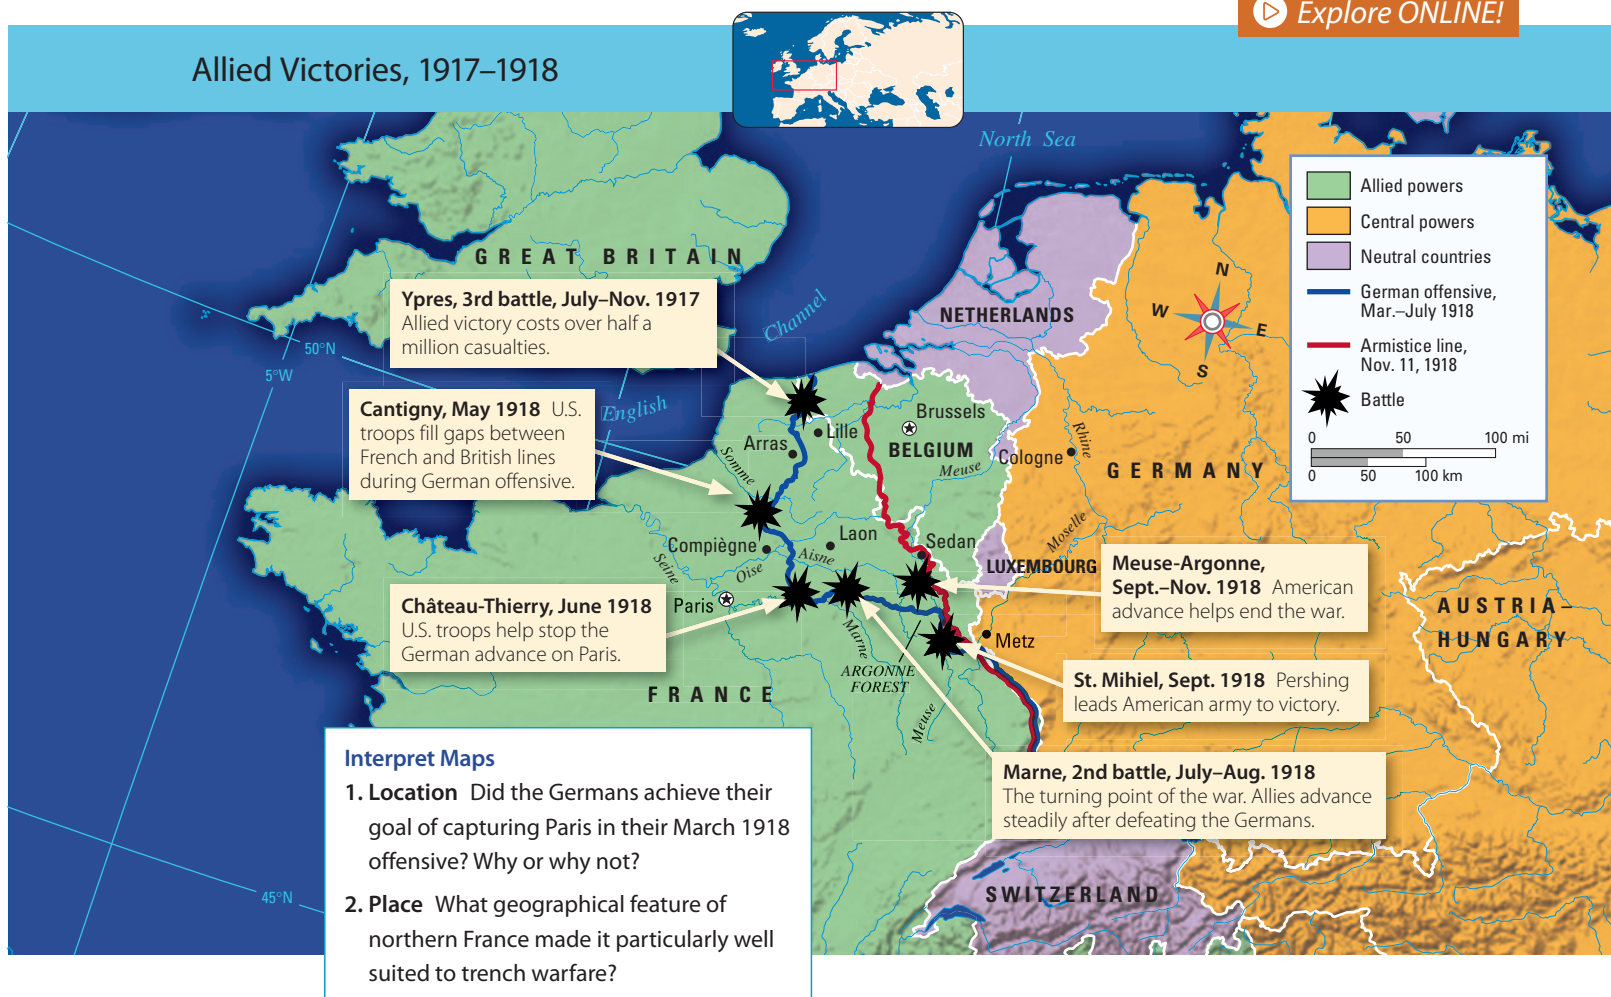 Explore ONLINE!
Allied Victories, 1917–1918
North Sea
Allied powers
Central powers
Neutral countries
German offensive,
Mar.–July 1918
Armistice line,
Nov. 11, 1918
Battle
0 50 100 mi
0 50 100 km
N
W
E
S
GREAT BRITAIN
Ypres, 3rd battle, July–Nov. 1917
Allied victory costs over half a
million casualties.
Channel
NETHERLANDS
50°N
5°W
English
Cantigny, May 1918 U.S.
troops fill gaps between
French and British lines
during German offensive.
Brussels
Lille
Arras
BELGIUM
Meuse
Somme
Cologne
Rhine
GERMANY
Laon
Compiègne
Aisne
Sedan
Moselle
Seine
Oise
LUXEMBOURG
Meuse-Argonne,
Sept.–Nov. 1918 American
advance helps end the war.
Château-Thierry, June 1918
U.S. troops help stop the
German advance on Paris.
Paris
AUSTRIA–
HUNGARY
Marne
Metz
ARGONNE
FOREST
St. Mihiel, Sept. 1918 Pershing
leads American army to victory.
FRANCE
Meuse
Marne, 2nd battle, July–Aug. 1918
The turning point of the war. Allies advance
steadily after defeating the Germans.
SWITZERLAND
45°N
Interpret Maps
1. Location Did the Germans achieve their
goal of capturing Paris in their March 1918
offensive? Why or why not?
2. Place What geographical feature of
northern France made it particularly well
suited to trench warfare?